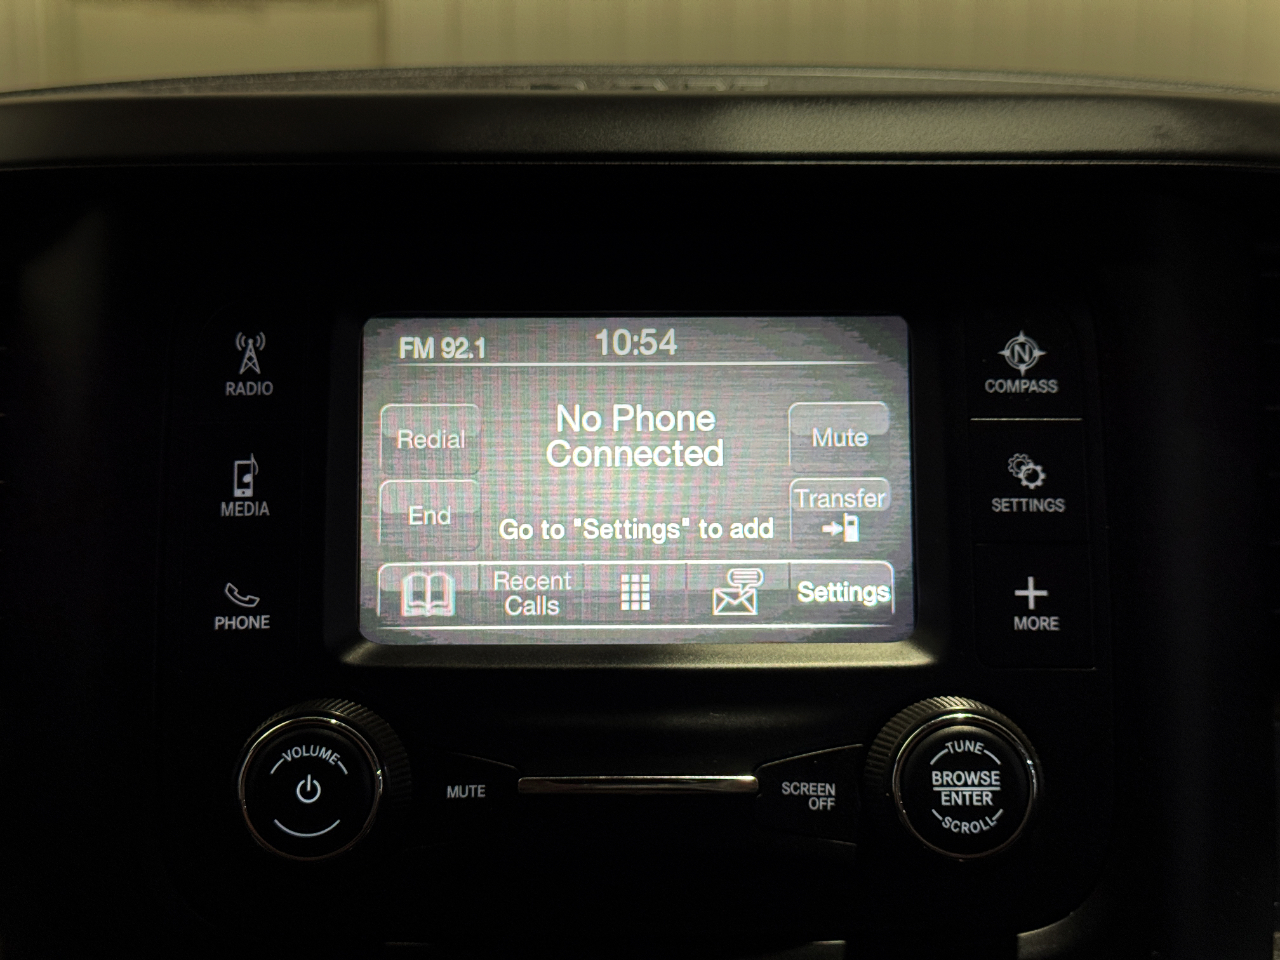 FM 92.1
10:54
RADIO
COMPASS
No Phone
Connected
Redial
Mute
MEDIA
SETTINGS
End
Transfer
Go to "Settings" to add
Recent
Calls
Settings
PHONE
MORE
VOLUME
MUTE
SCREEN
OFF
TUNE
BROWSE
ENTER
SCROLL